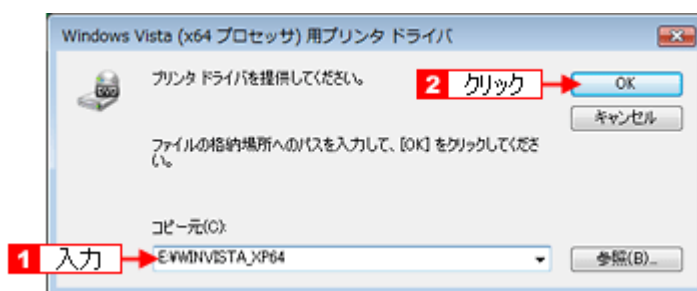 Windows Vista (x64 プロセッサ) 用プリンタ ドライバ
プリンタ ドライバを提供してください。
2 クリック
OK
キャンセル
ファイルの格納場所へのパスを入力して、[OK] をクリックしてくださ
い。
コピー元(C):
1 入力
E:¥WINVISTA_XP64
参照(B)...